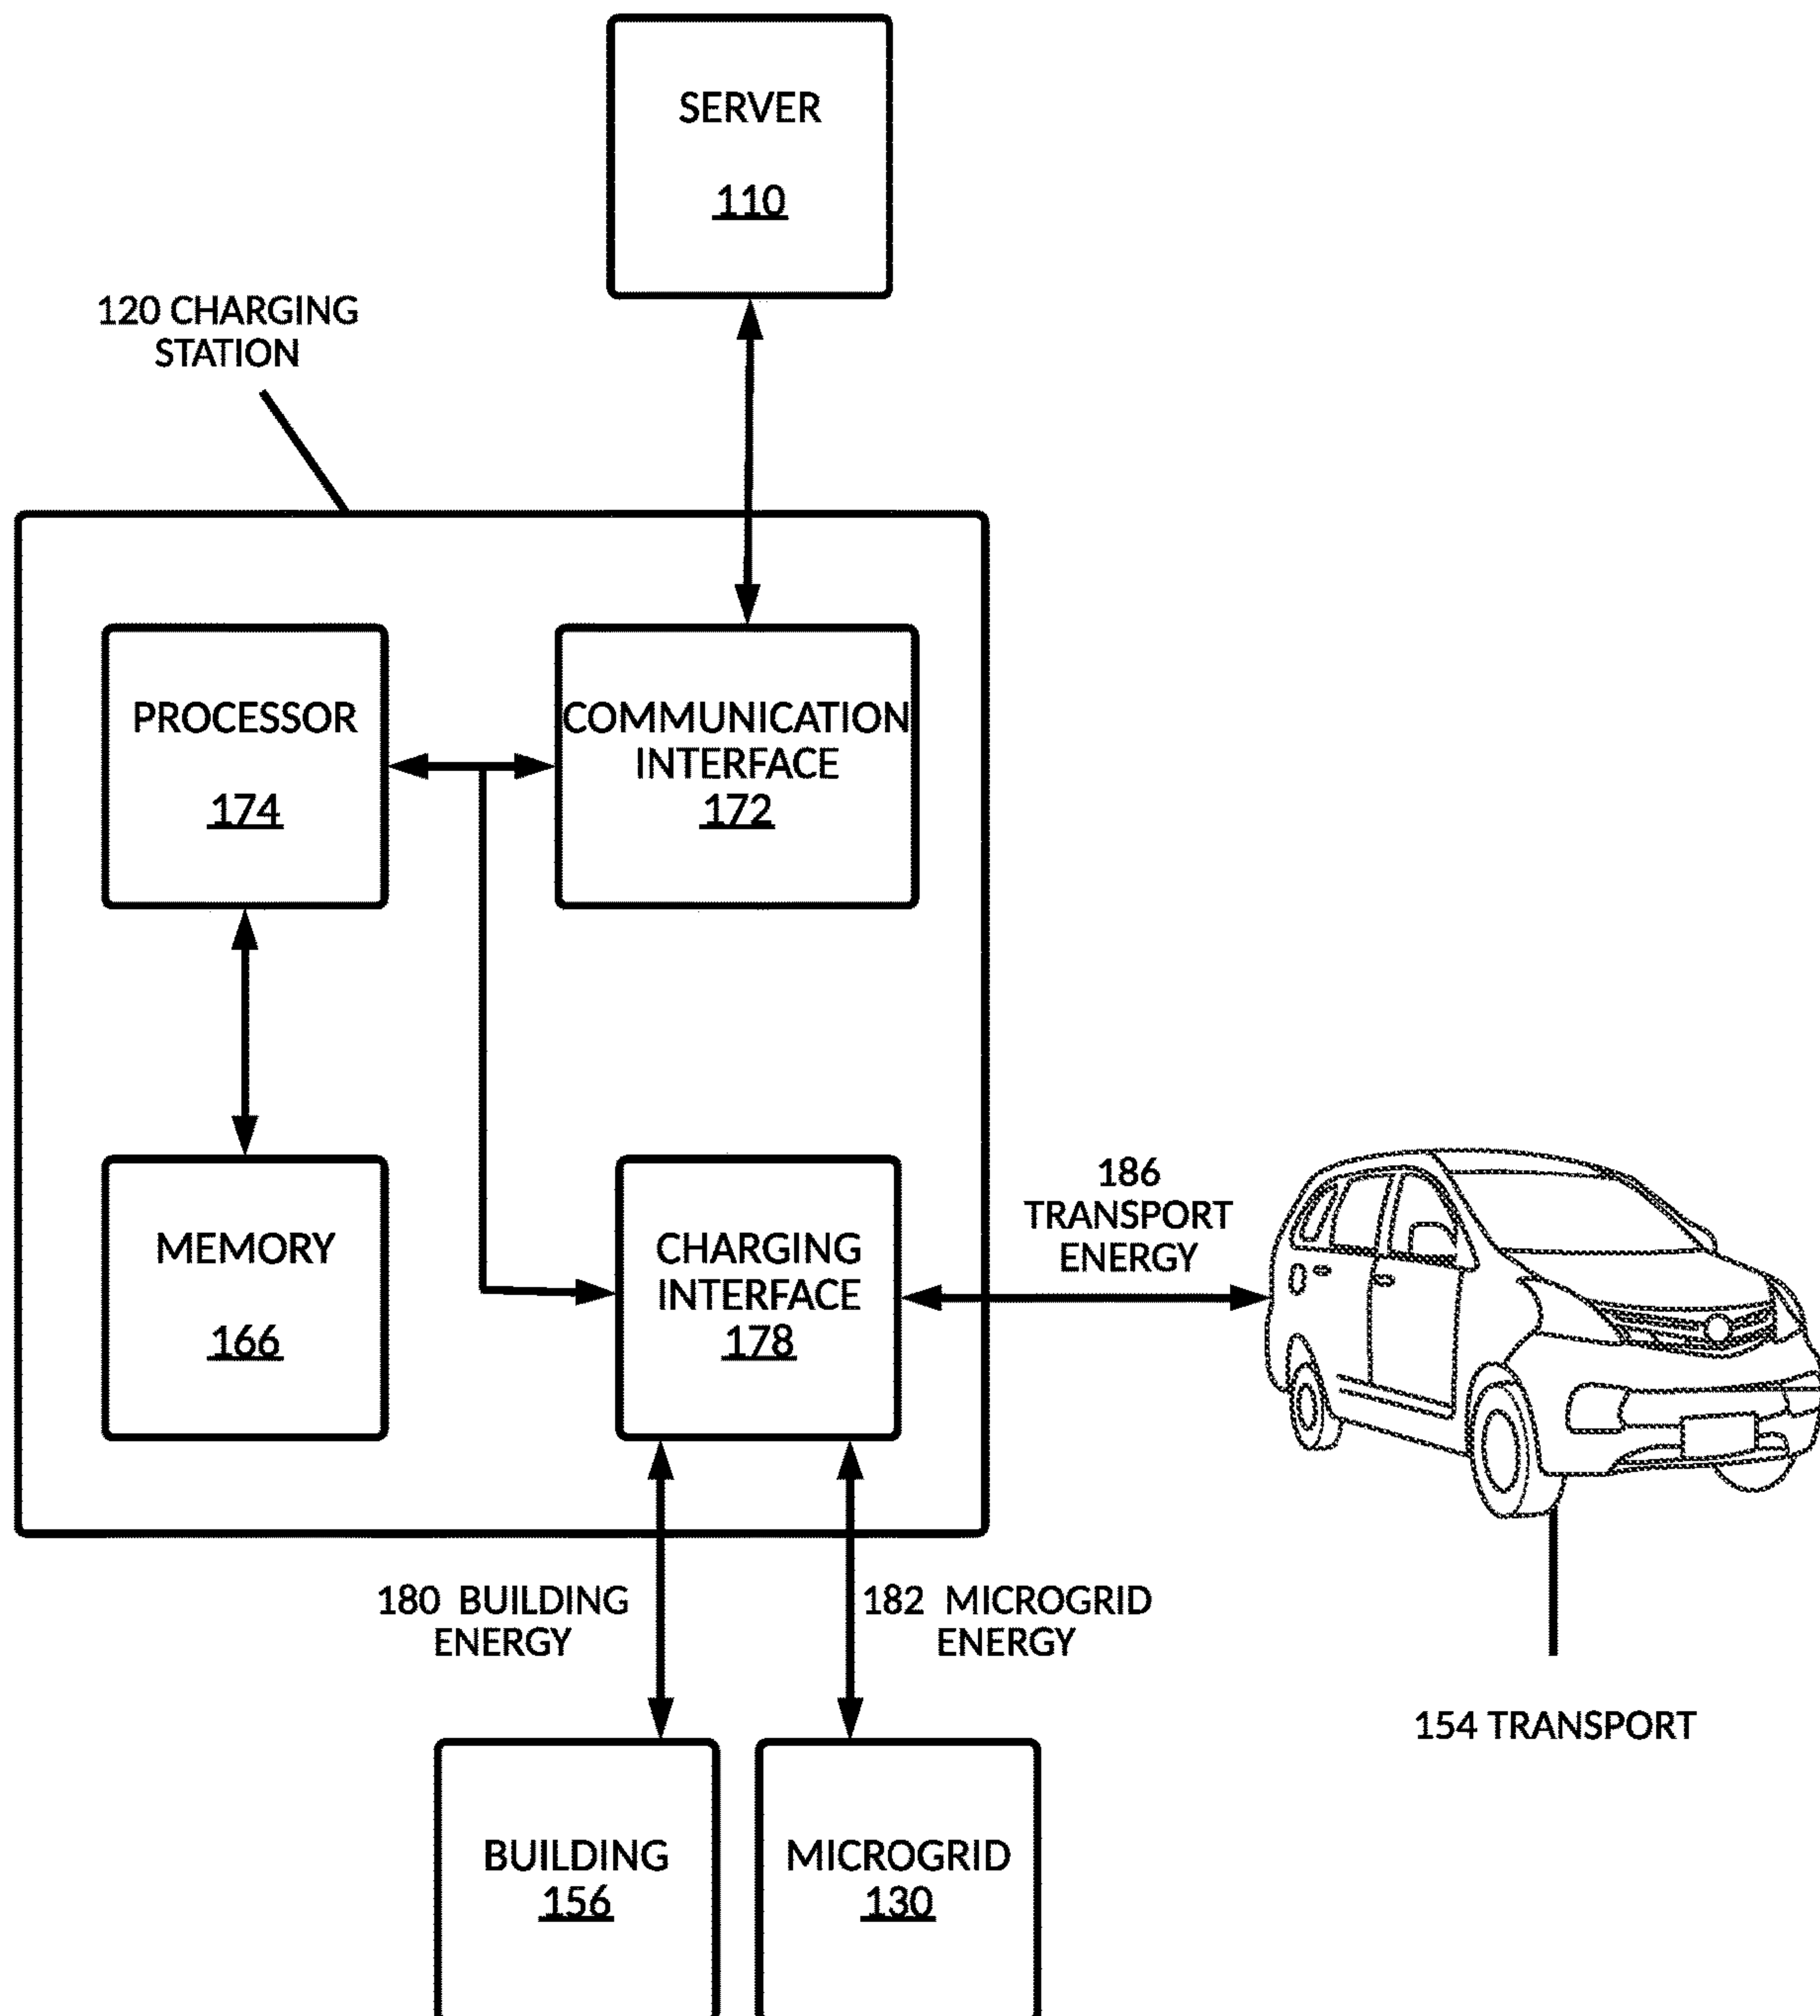 SERVER
110
120 CHARGING
STATION
PROCESSOR
174
COMMUNICATION
INTERFACE
172
MEMORY
166
CHARGING
INTERFACE
178
186
TRANSPORT
ENERGY
180 BUILDING
ENERGY
182 MICROGRID
ENERGY
154 TRANSPORT
BUILDING
156
MICROGRID
130